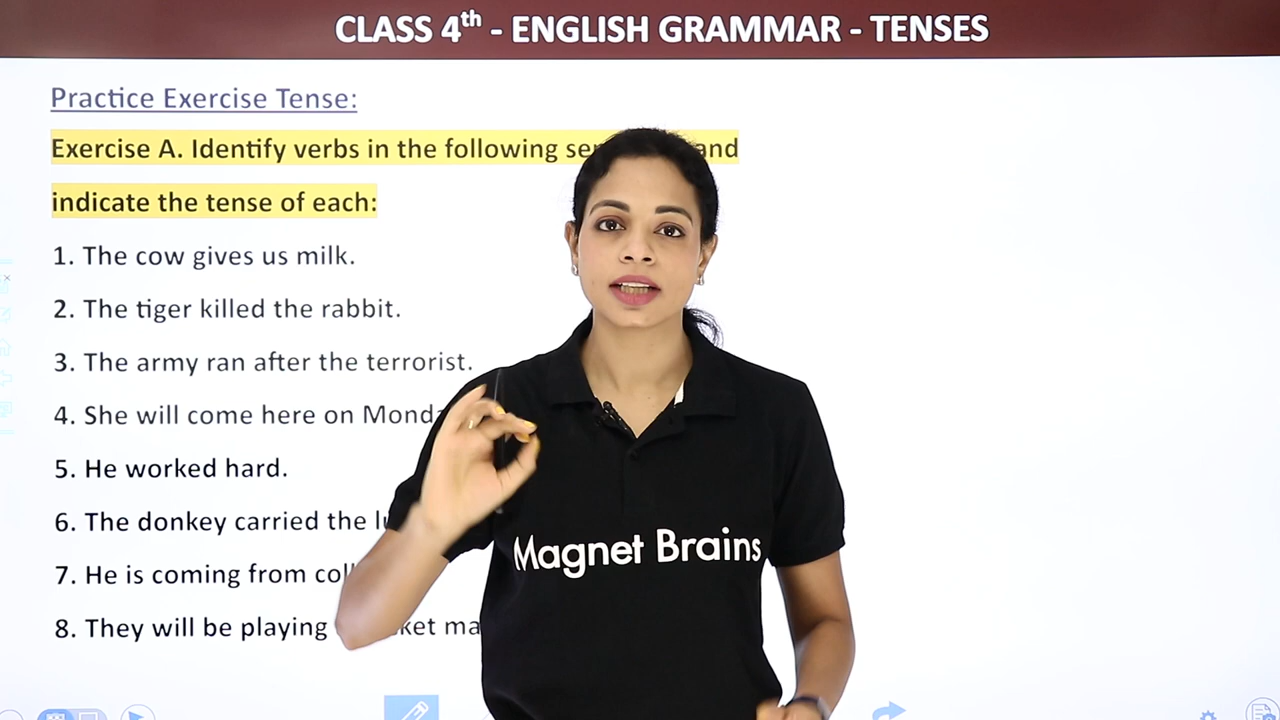 CLASS 4th - ENGLISH GRAMMAR - TENSES
Practice Exercise Tense:
Exercise A. Identify verbs in the following and
indicate the tense of each:
1. The cow gives us milk.
2. The tiger killed the rabbit.
3. The army ran after the terrorist.
4. She will come here on
5. He worked hard.
6. The donkey carried the
7. He is coming from
8. They will be playing
Magnet Brains